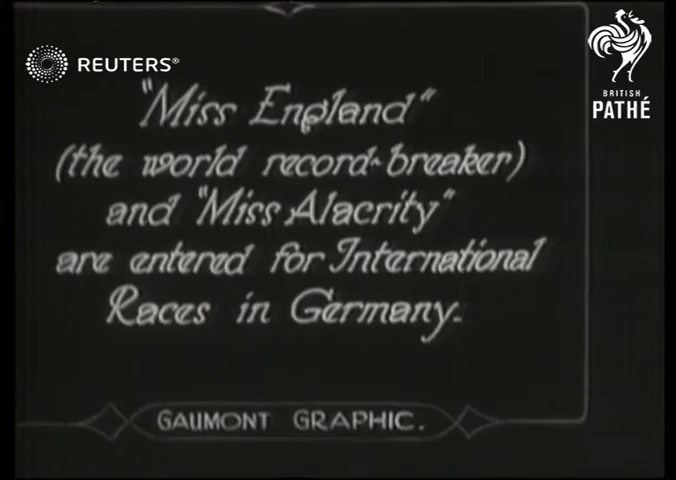 REUTERS®
BRITISH
PATHÉ
"Miss England"
(the world record-breaker)
and "Miss Alacrity"
are entered for International
Races in Germany.
GAUMONT GRAPHIC.